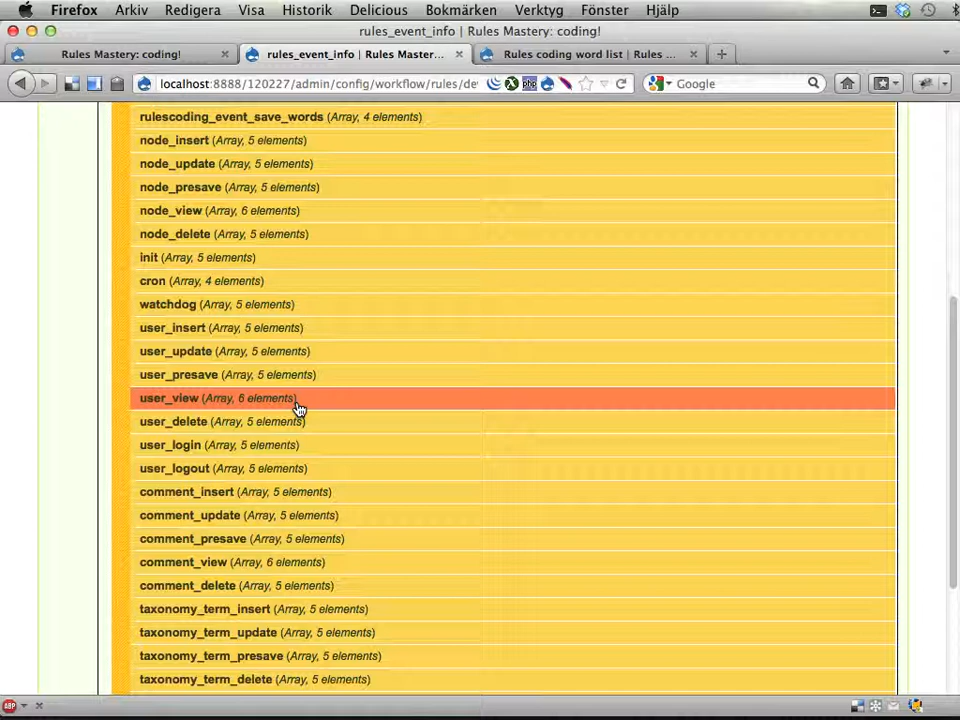 Firefox Arkiv Redigera Visa Historik Delicious Bokmärken Verktyg Fönster Hjälp
rules_event_info | Rules Mastery: coding!
Rules Mastery: coding! rules_event_info | Rules Master... Rules coding word list | Rules ...
localhost:8888/120227/admin/config/workflow/rules/de php Google
rulescoding_event_save_words (Array, 4 elements)
node_insert (Array, 5 elements)
node_update (Array, 5 elements)
node_presave (Array, 5 elements)
node_view (Array, 6 elements)
node_delete (Array, 5 elements)
init (Array, 5 elements)
cron (Array, 4 elements)
watchdog (Array, 5 elements)
user_insert (Array, 5 elements)
user_update (Array, 5 elements)
user_presave (Array, 5 elements)
user_view (Array, 6 elements)
user_delete (Array, 5 elements)
user_login (Array, 5 elements)
user_logout (Array, 5 elements)
comment_insert (Array, 5 elements)
comment_update (Array, 5 elements)
comment_presave (Array, 5 elements)
comment_view (Array, 6 elements)
comment_delete (Array, 5 elements)
taxonomy_term_insert (Array, 5 elements)
taxonomy_term_update (Array, 5 elements)
taxonomy_term_presave (Array, 5 elements)
taxonomy_term_delete (Array, 5 elements)
ABP